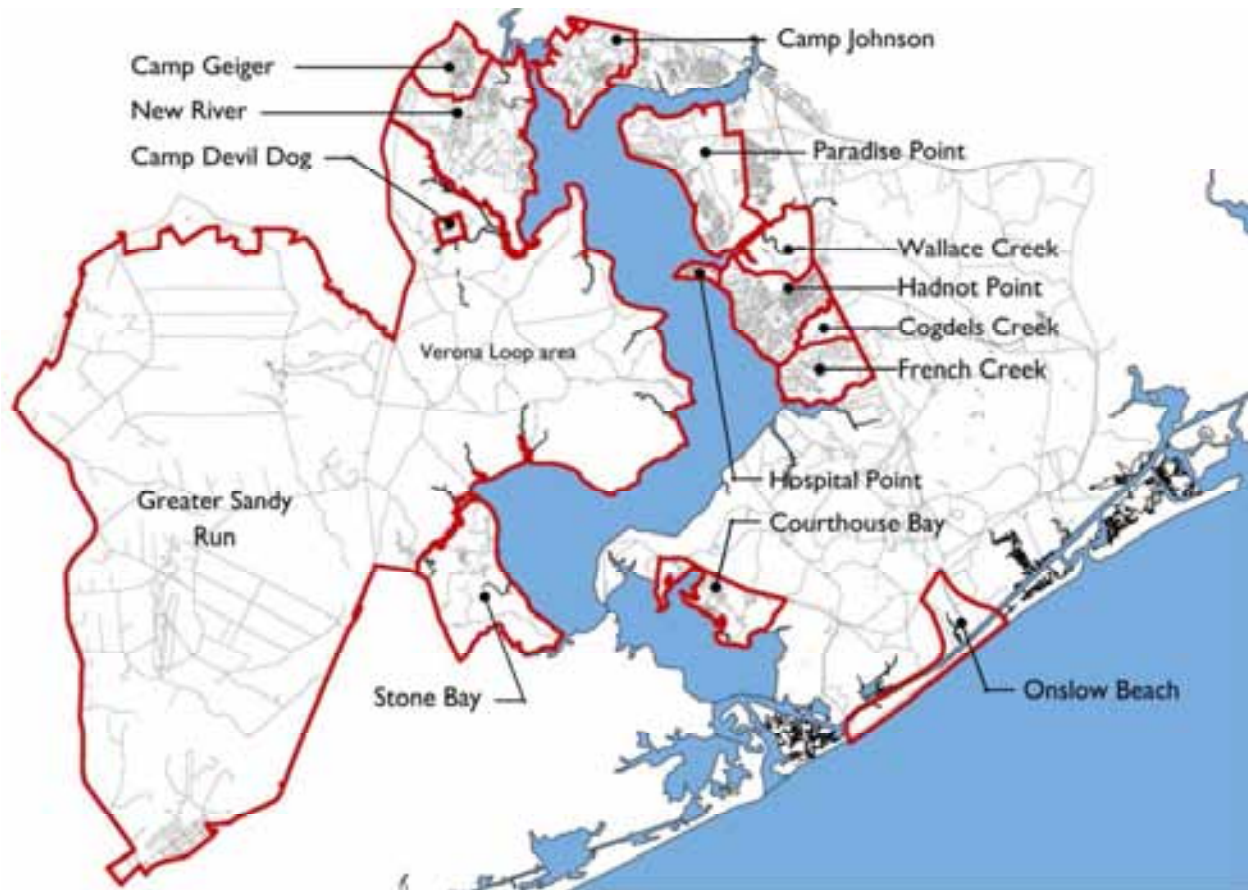 Camp Johnson
Camp Geiger
New River
Camp Devil Dog
Paradise Point
Wallace Creek
Hadnot Point
Cogdels Creek
Verona Loop area
French Creek
Hospital Point
Greater Sandy
Run
Courthouse Bay
Stone Bay
Onslow Beach